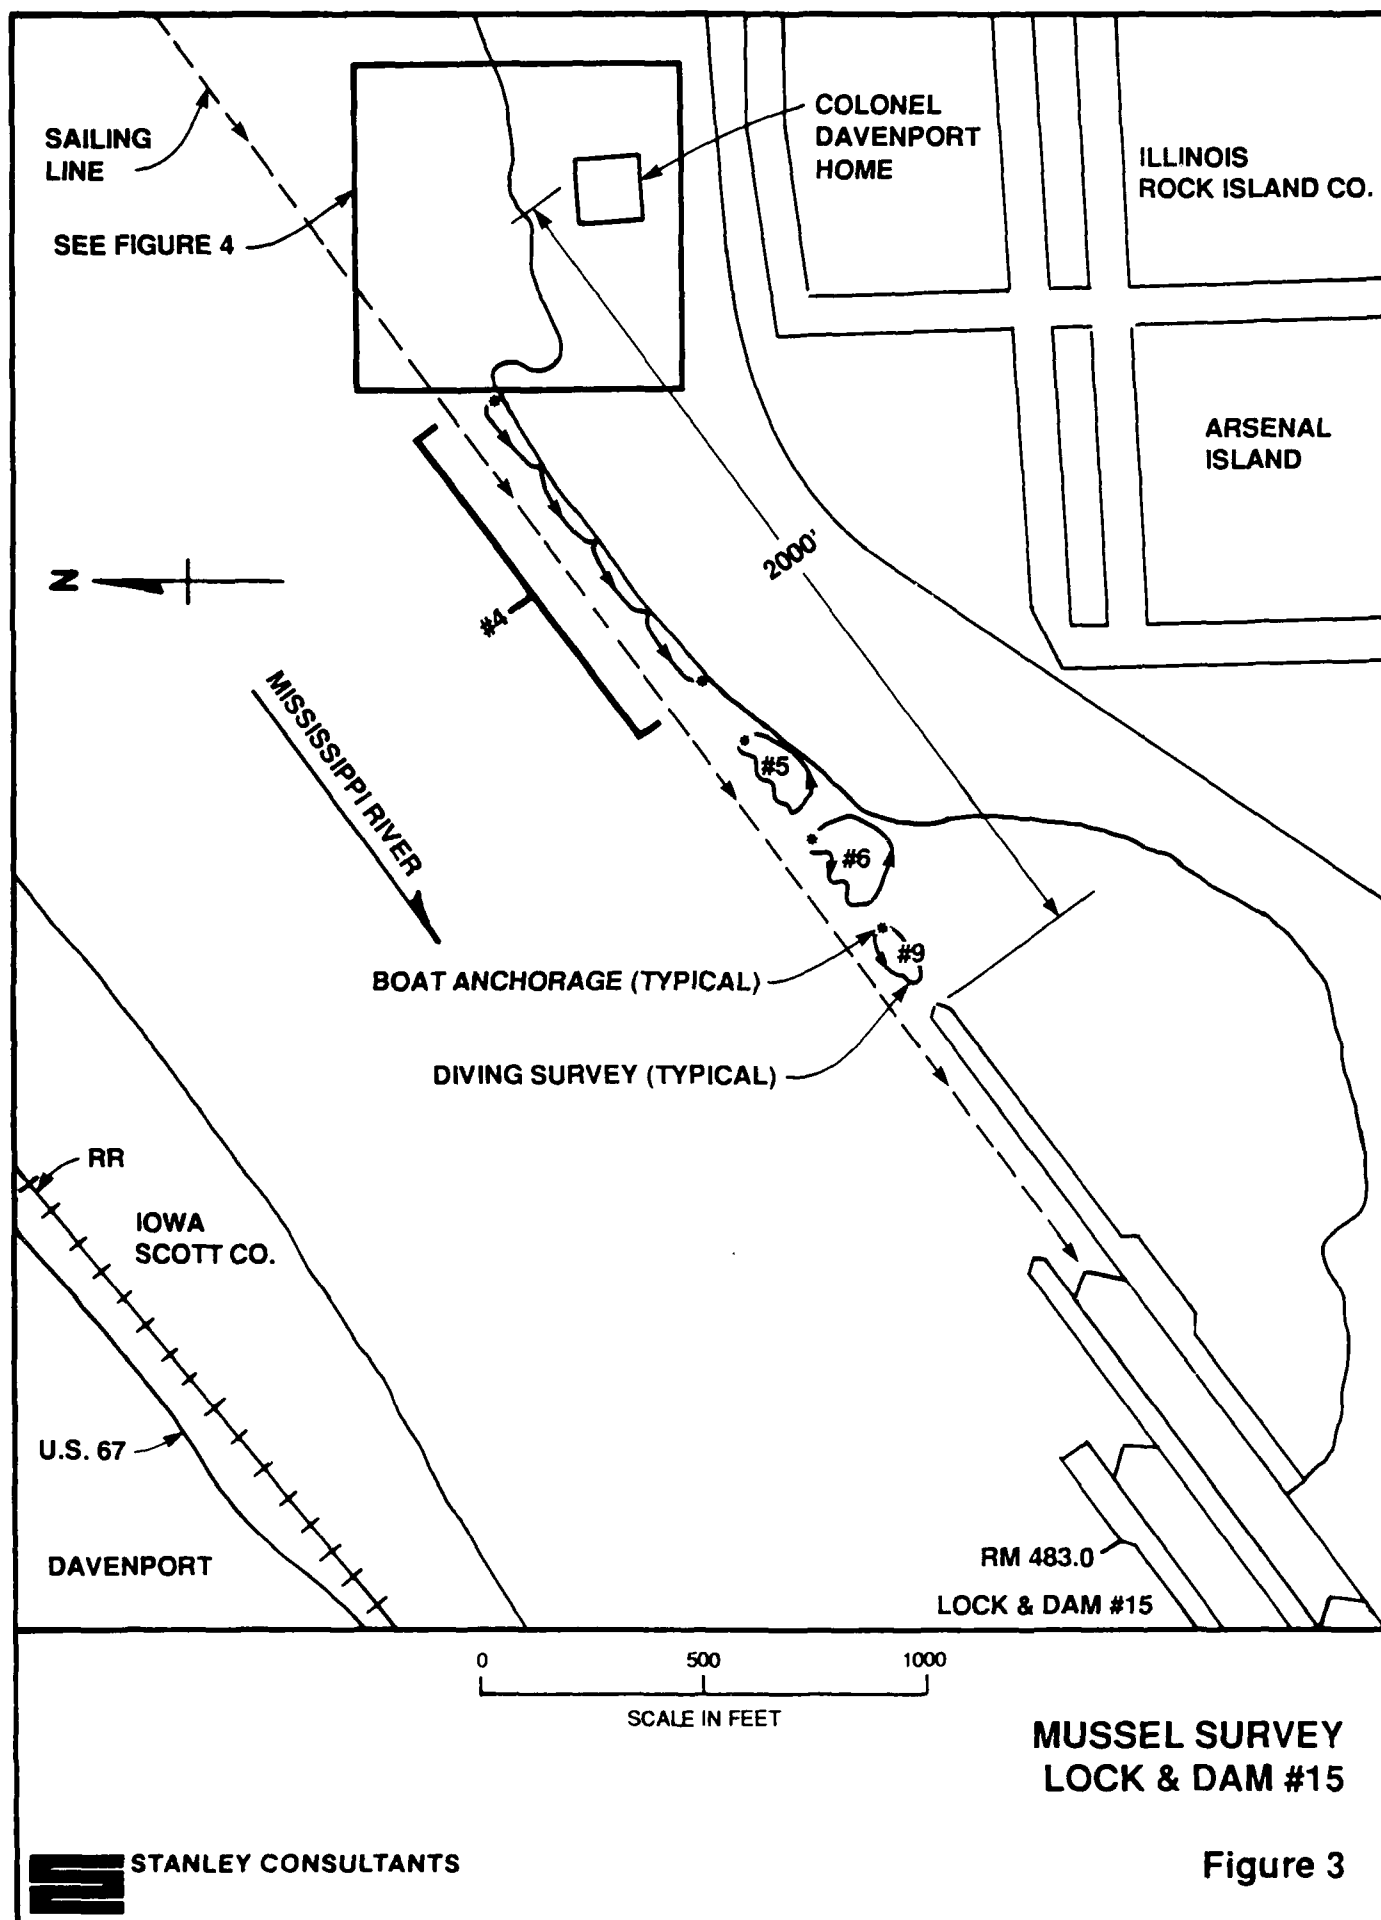 SAILING
LINE
SEE FIGURE 4
COLONEL
DAVENPORT
HOME
ILLINOIS
ROCK ISLAND CO.
ARSENAL
ISLAND
2000'
N
#4
MISSISSIPPI RIVER
#5
#6
#9
BOAT ANCHORAGE (TYPICAL)
DIVING SURVEY (TYPICAL)
RR
IOWA
SCOTT CO.
U.S. 67
DAVENPORT
RM 483.0
LOCK & DAM #15
0 500 1000
SCALE IN FEET
MUSSEL SURVEY
LOCK & DAM #15
STANLEY CONSULTANTS
Figure 3